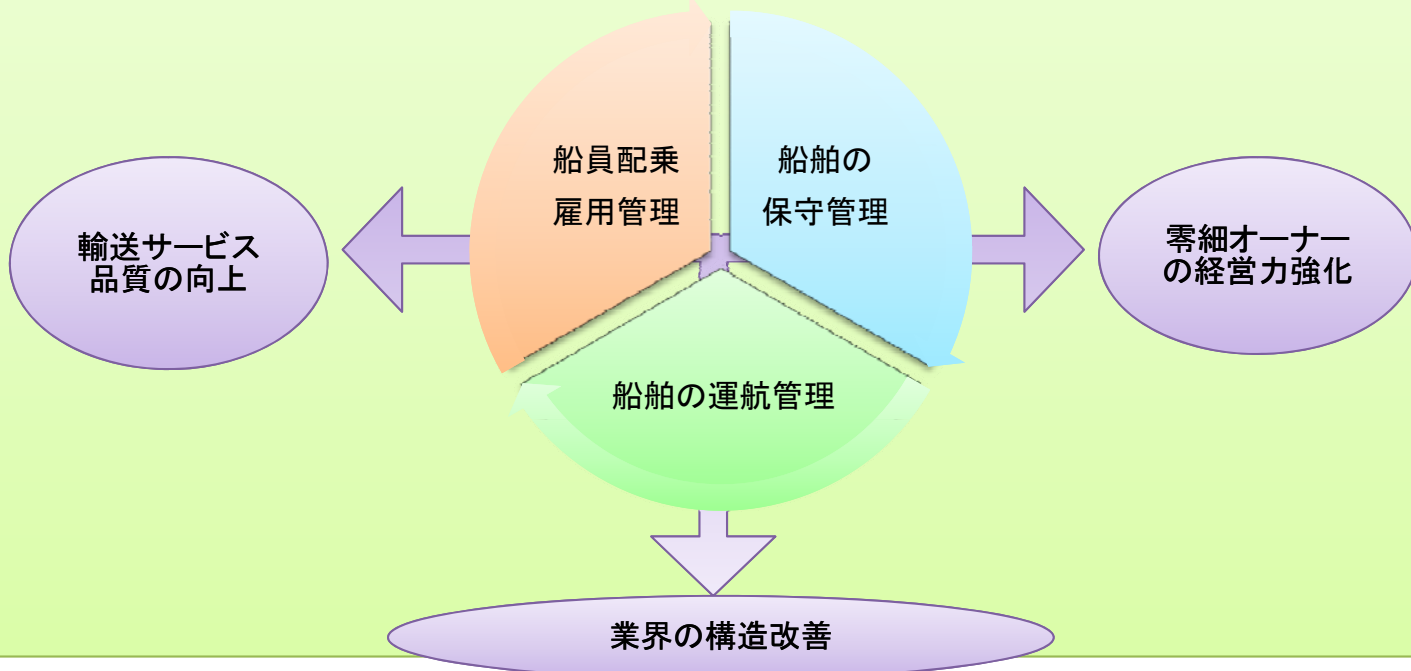 船員配乗
雇用管理
船舶の
保守管理
輸送サービス
品質の向上
零細オーナー
の経営力強化
船舶の運航管理
業界の構造改善